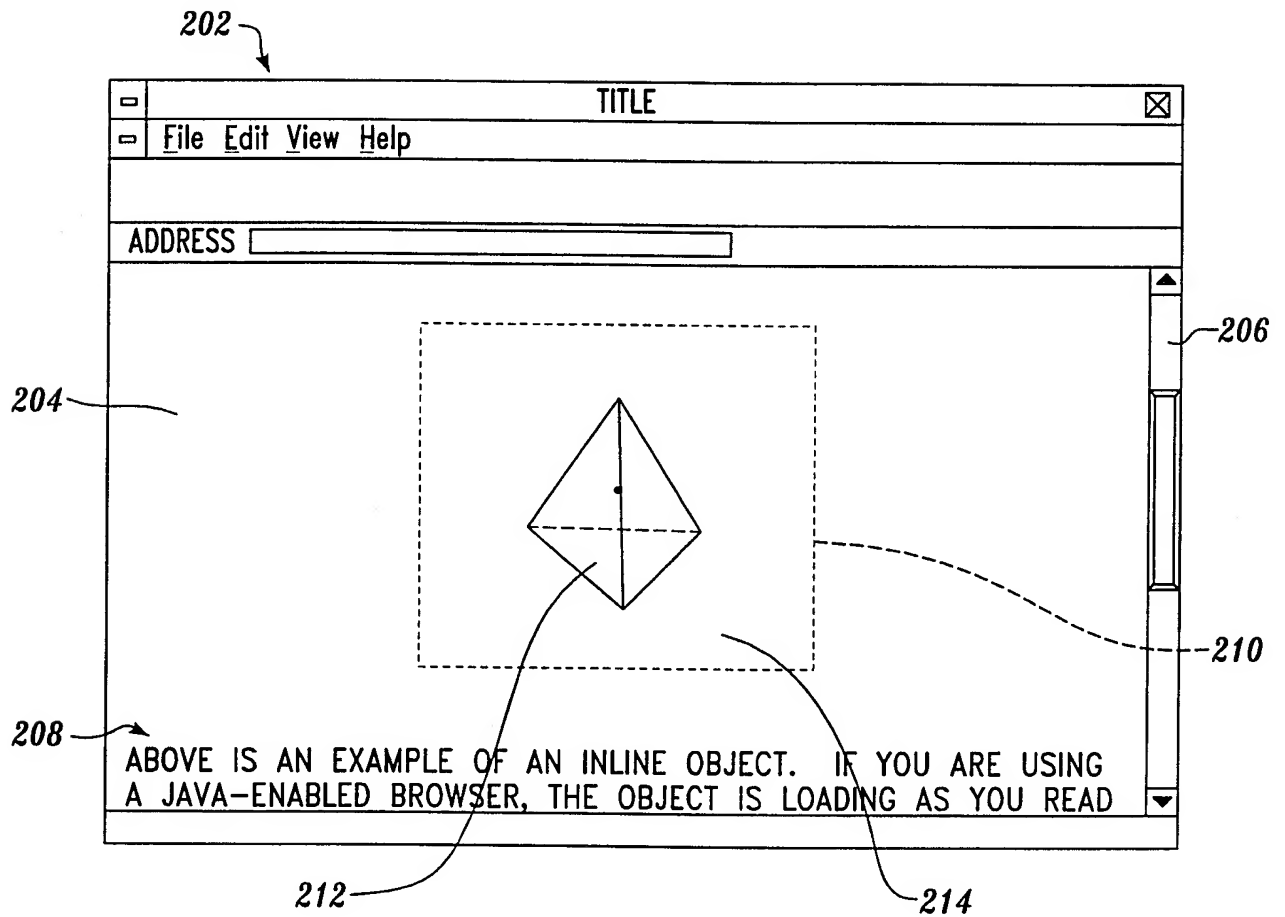 202
TITLE
File Edit View Help
ADDRESS
206
204
210
208
ABOVE IS AN EXAMPLE OF AN INLINE OBJECT. IF YOU ARE USING
A JAVA-ENABLED BROWSER, THE OBJECT IS LOADING AS YOU READ
212
214